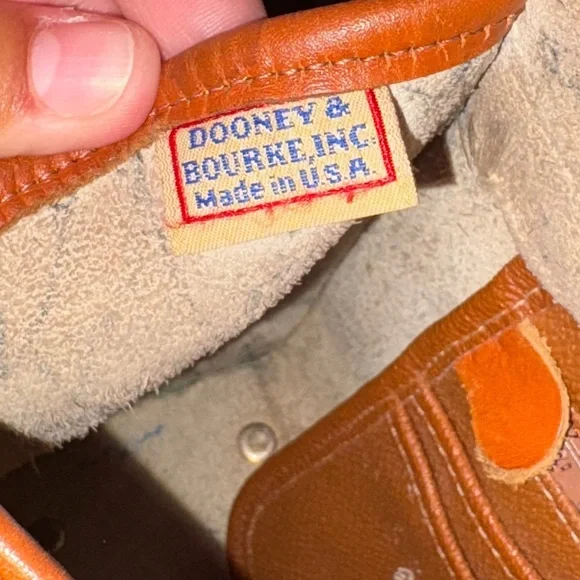 DOONEY &
BOURKE, INC.
Made in U.S.A.